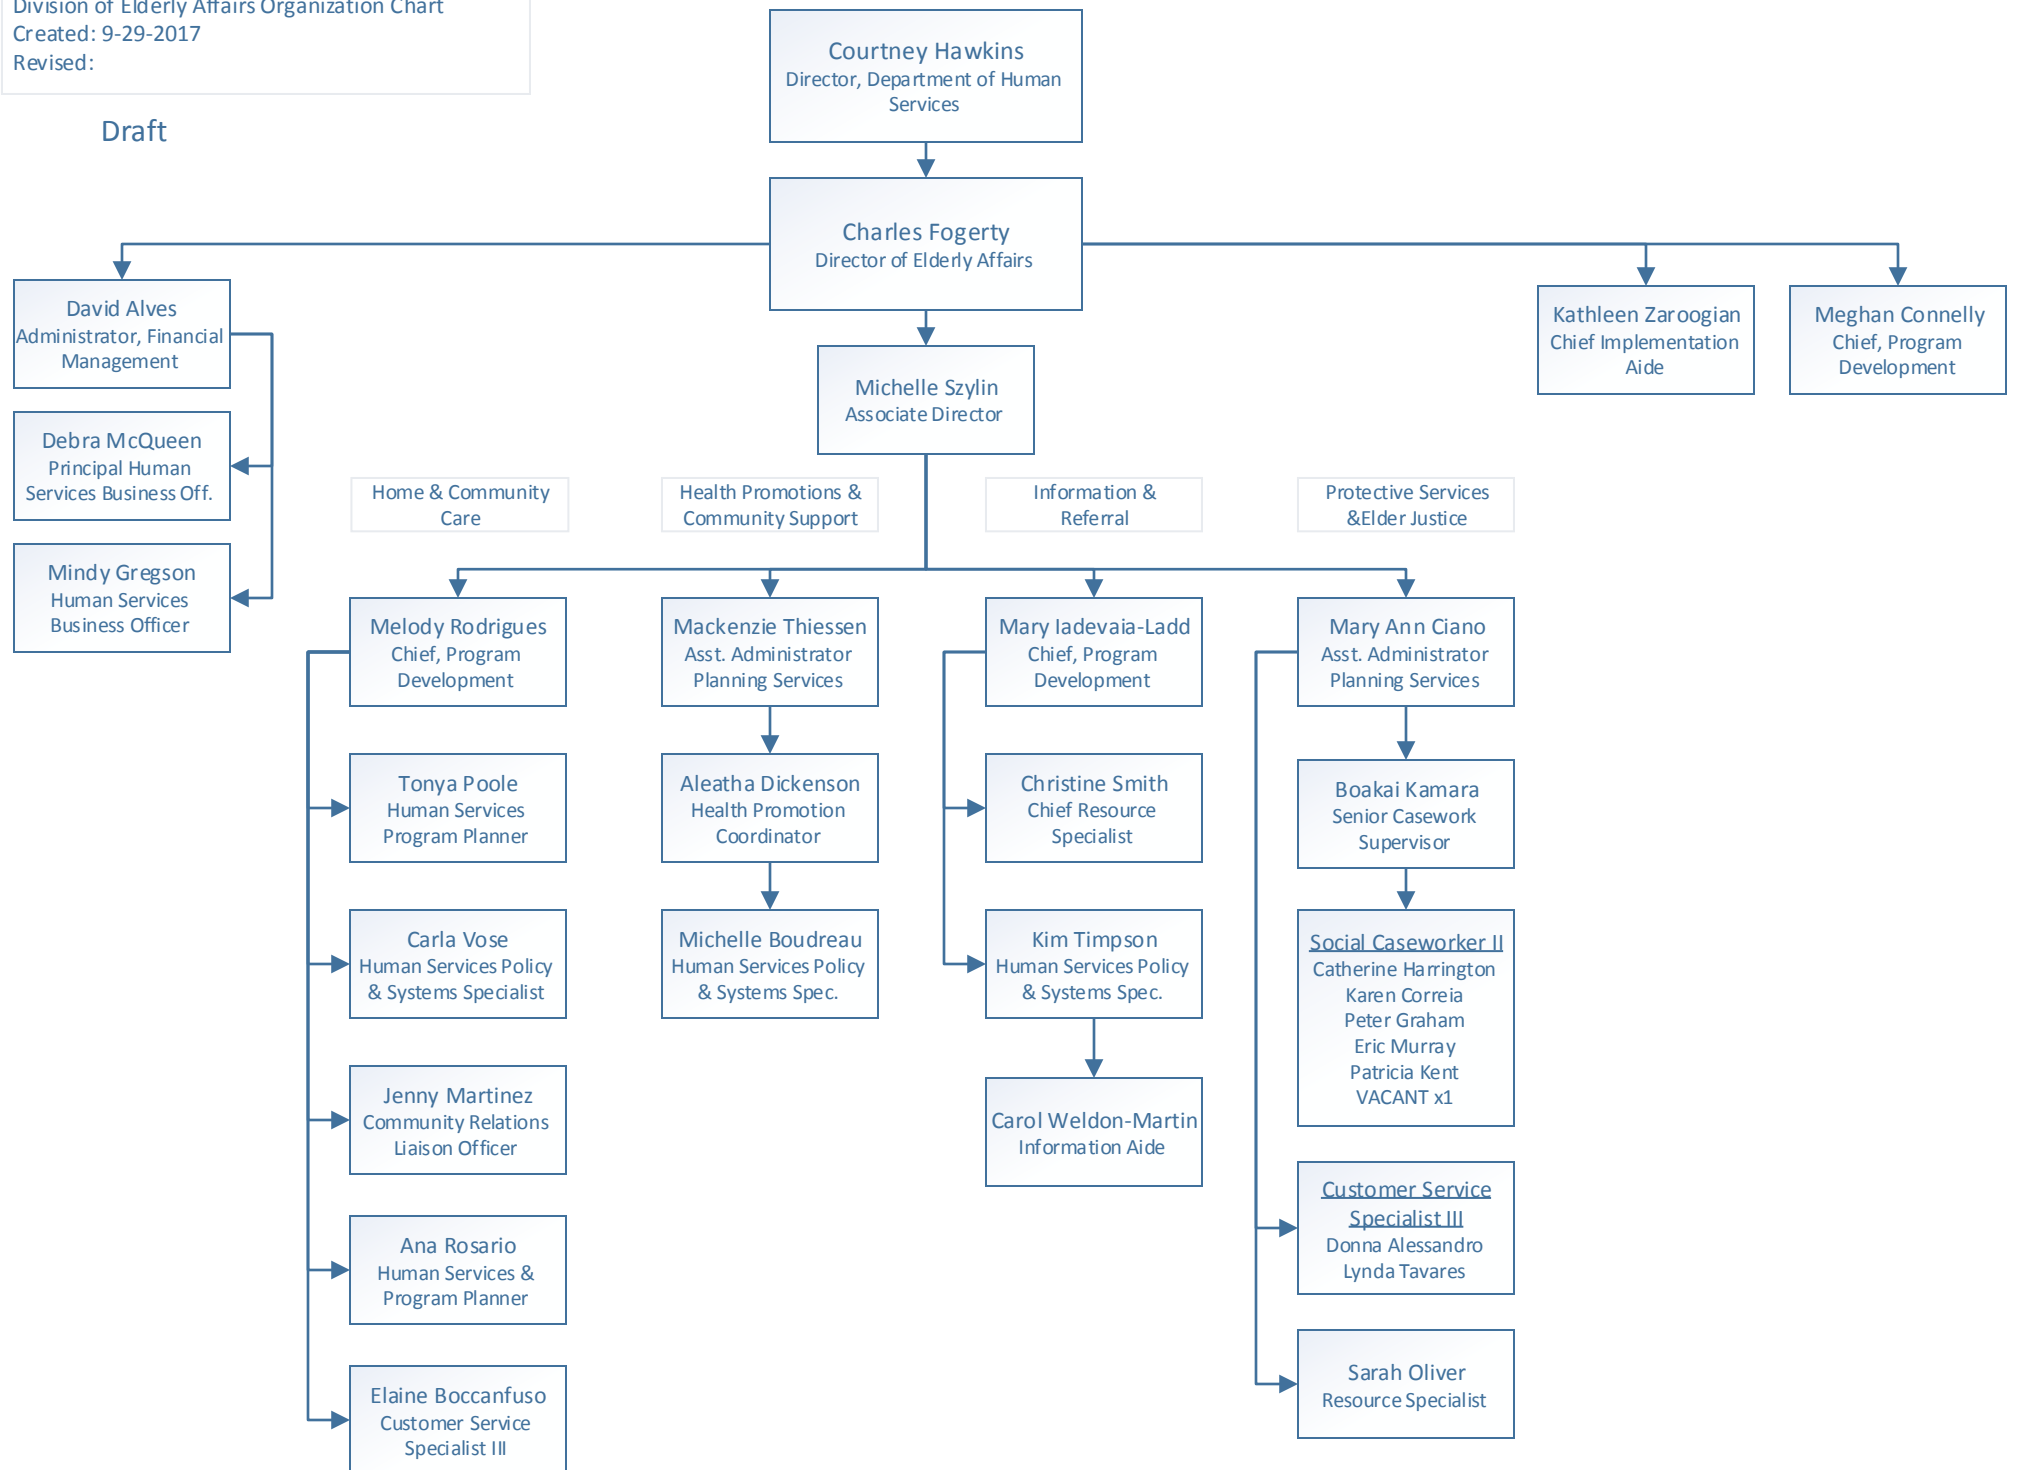 Division of Elderly Affairs Organization Chart
Created: 9-29-2017
Revised:
Draft
Courtney Hawkins
Director, Department of Human
Services
Charles Fogerty
Director of Elderly Affairs
David Alves
Administrator, Financial
Management
Kathleen Zaroogian
Chief Implementation
Aide
Meghan Connelly
Chief, Program
Development
Michelle Szylin
Associate Director
Debra McQueen
Principal Human
Services Business Off.
Mindy Gregson
Human Services
Business Officer
Home & Community
Care
Health Promotions &
Community Support
Information &
Referral
Protective Services
&Elder Justice
Melody Rodrigues
Chief, Program
Development
Tonya Poole
Human Services
Program Planner
Carla Vose
Human Services Policy
& Systems Specialist
Jenny Martinez
Community Relations
Liaison Officer
Ana Rosario
Human Services &
Program Planner
Elaine Boccanfuso
Customer Service
Specialist III
Mackenzie Thiessen
Asst. Administrator
Planning Services
Aleatha Dickenson
Health Promotion
Coordinator
Michelle Boudreau
Human Services Policy
& Systems Spec.
Mary Iadevaia-Ladd
Chief, Program
Development
Christine Smith
Chief Resource
Specialist
Kim Timpson
Human Services Policy
& Systems Spec.
Carol Weldon-Martin
Information Aide
Mary Ann Ciano
Asst. Administrator
Planning Services
Boakai Kamara
Senior Casework
Supervisor
Social Caseworker II
Catherine Harrington
Karen Correia
Peter Graham
Eric Murray
Patricia Kent
VACANT x1
Customer Service
Specialist III
Donna Alessandro
Lynda Tavares
Sarah Oliver
Resource Specialist